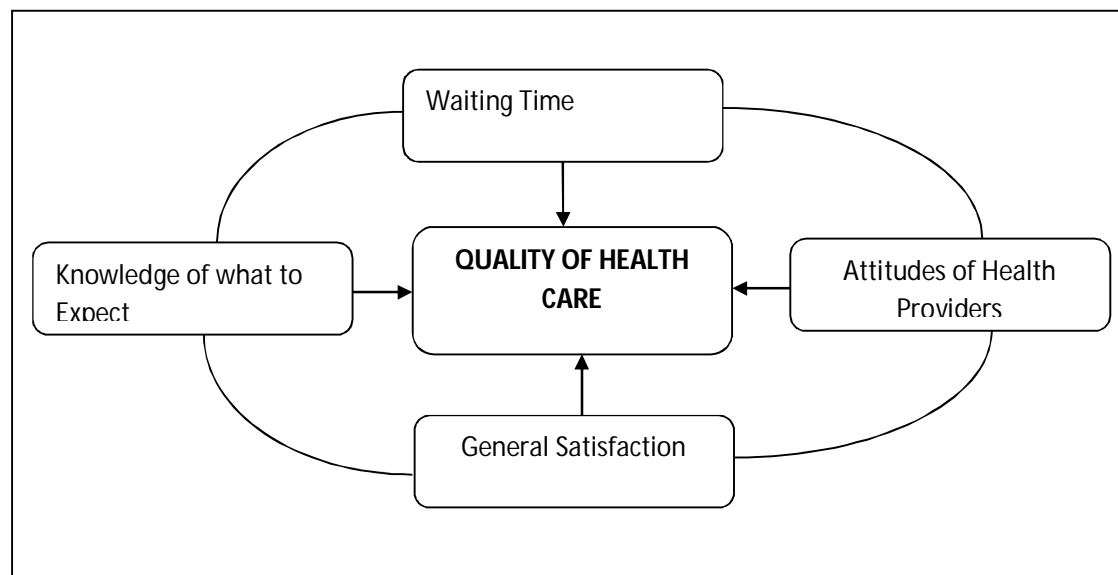 Waiting Time
QUALITY OF HEALTH
CARE
Knowledge of what to
Expect
Attitudes of Health
Providers
General Satisfaction